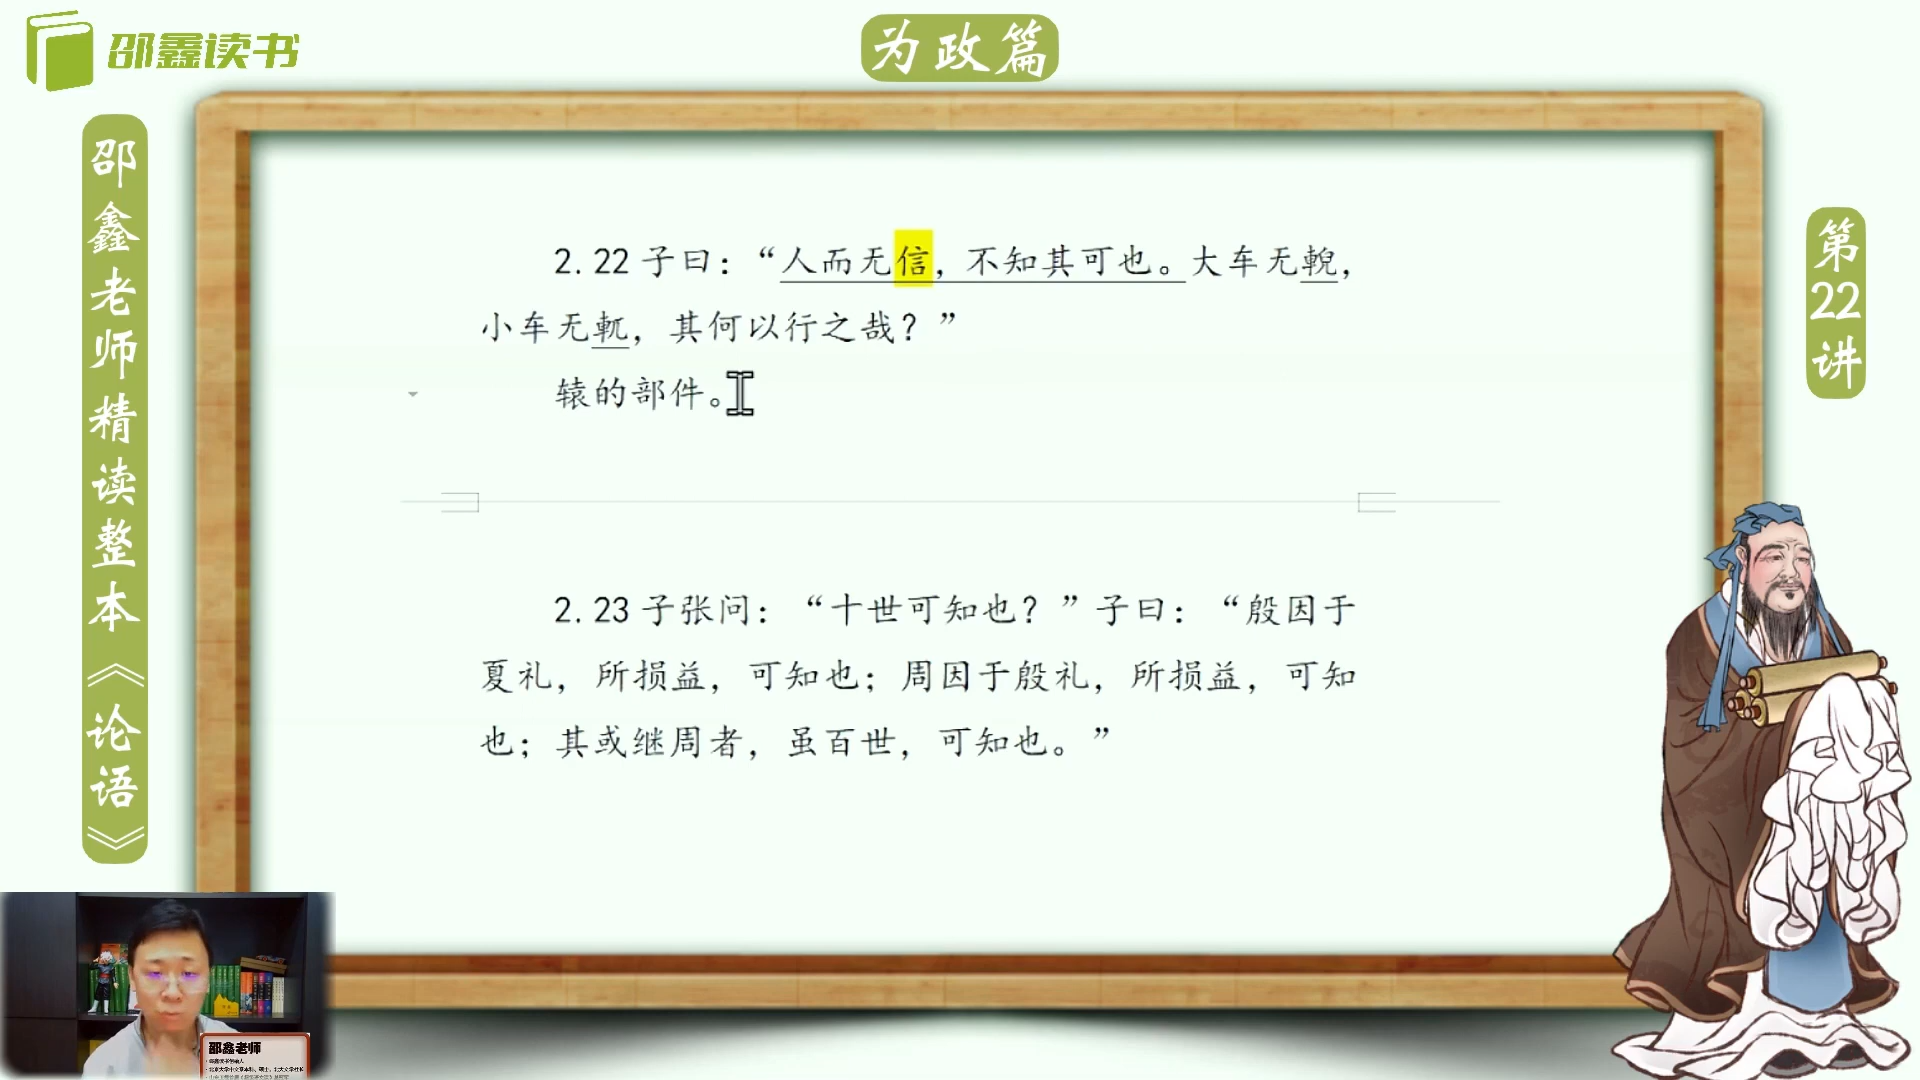 邵鑫读书
为政篇
邵鑫老师精读整本《论语》
第22讲
2.22 子曰：“人而无信，不知其可也。大车无輗，
小车无軏，其何以行之哉？”
辕的部件。
2.23 子张问：“十世可知也？”子曰：“殷因于
夏礼，所损益，可知也；周因于殷礼，所损益，可知
也；其或继周者，虽百世，可知也。”
邵鑫老师